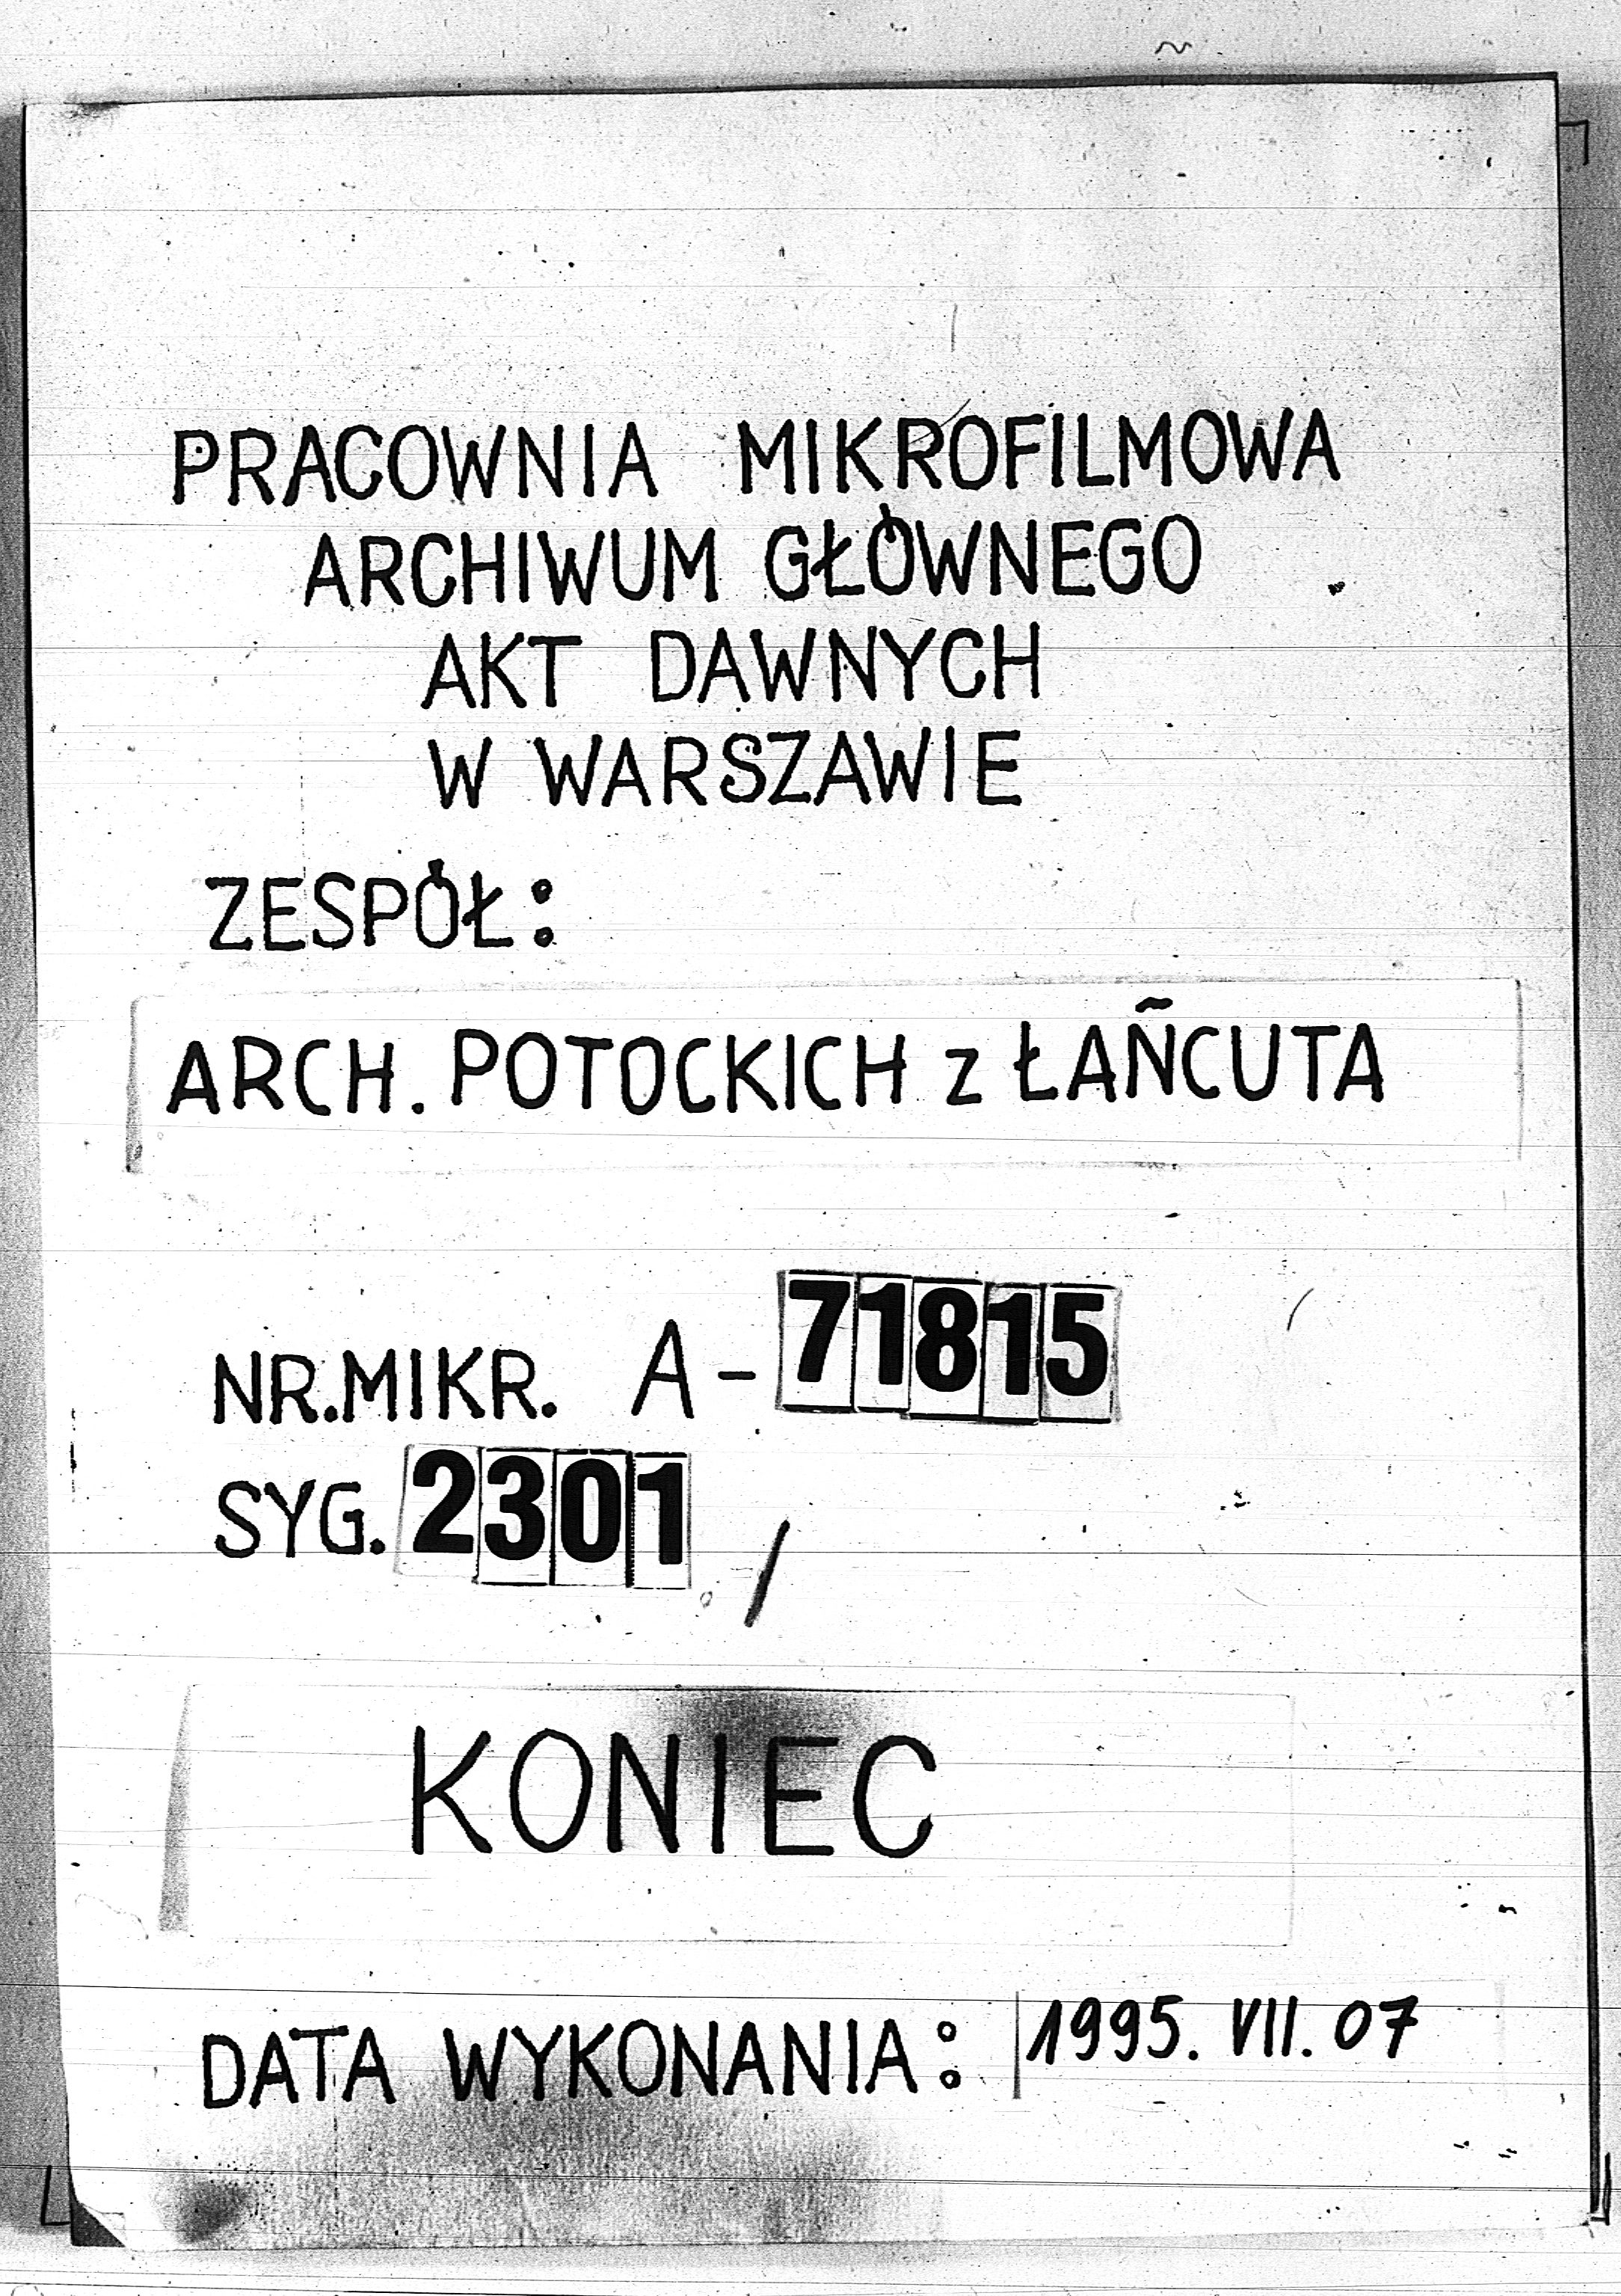 PRACOWNIA MIKROFILMOWA
ARCHIWUM GŁÓWNEGO
AKT DAWNYCH
W WARSZAWIE
ZESPÓŁ:
ARCH. POTOCKICH z ŁAŃCUTA
NR.MIKR. A-71815
SYG. 2301 /
KONIEC
DATA WYKONANIA: 1995. VII. 07